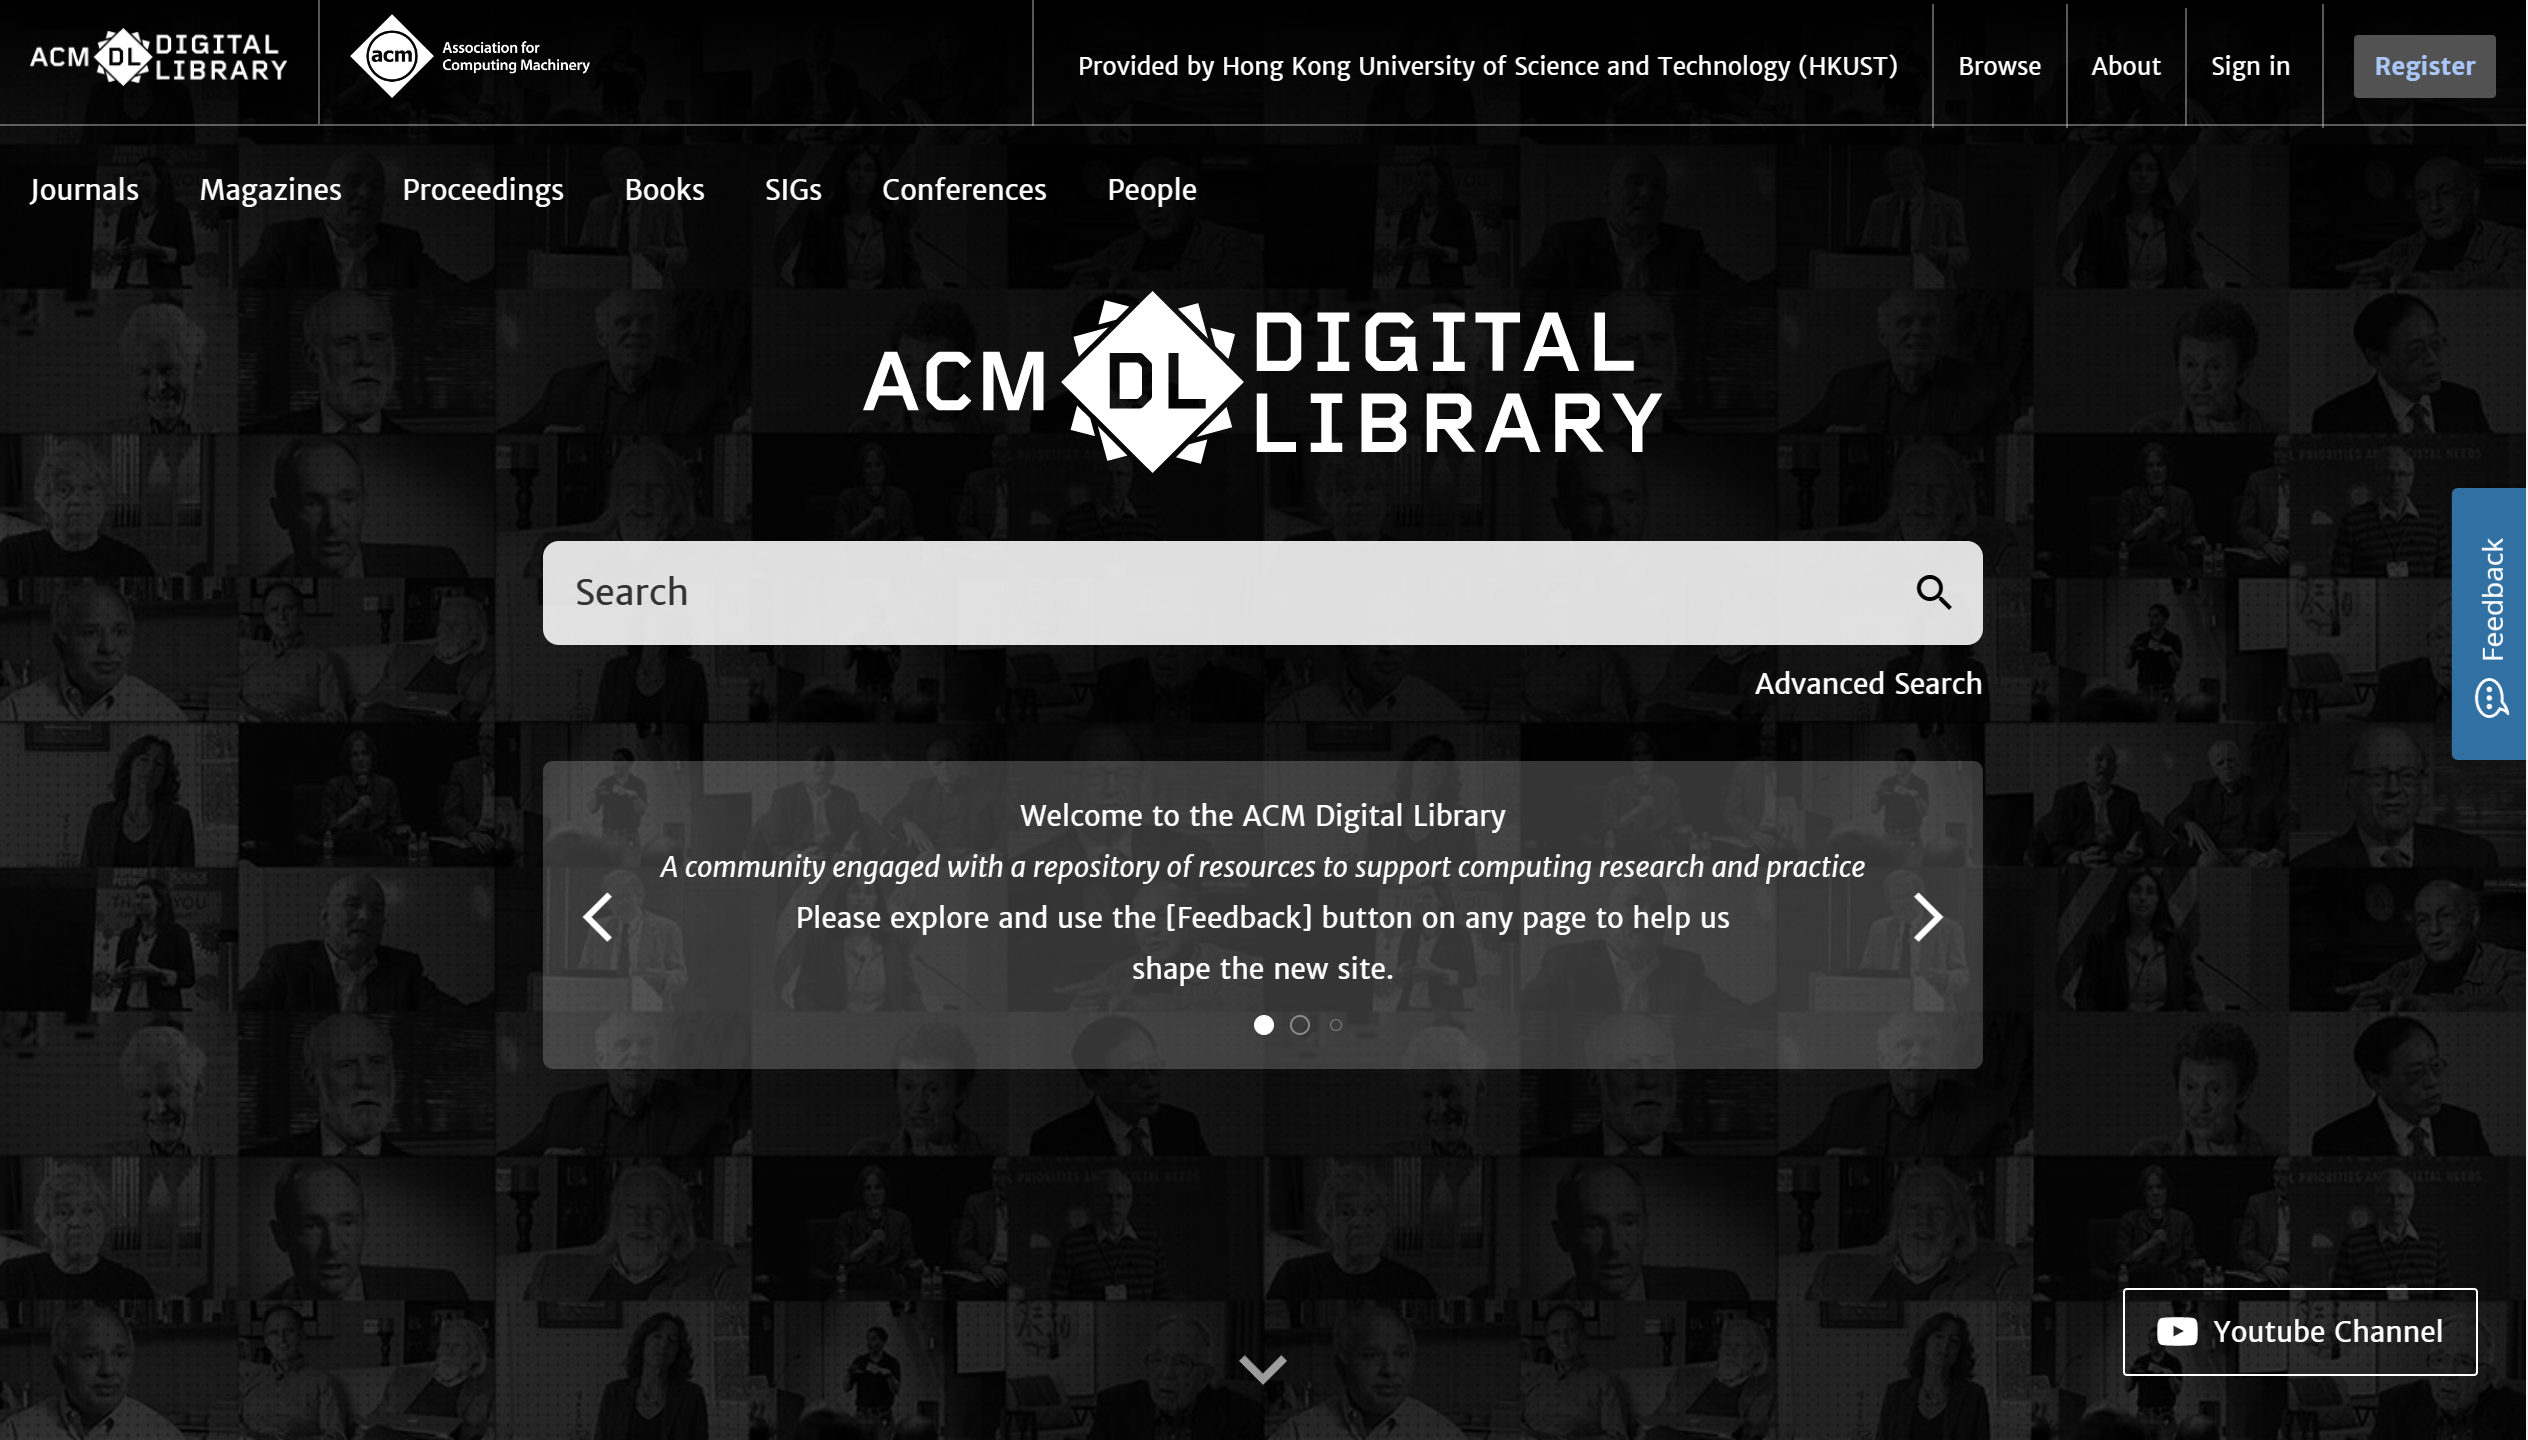 ACM DL DIGITAL LIBRARY
acm Association for
Computing Machinery
Provided by Hong Kong University of Science and Technology (HKUST)
Browse
About
Sign in
Register
Journals
Magazines
Proceedings
Books
SIGs
Conferences
People
ACM DL DIGITAL
LIBRARY
Search
Advanced Search
Feedback
Welcome to the ACM Digital Library
A community engaged with a repository of resources to support computing research and practice
Please explore and use the [Feedback] button on any page to help us
shape the new site.
Youtube Channel